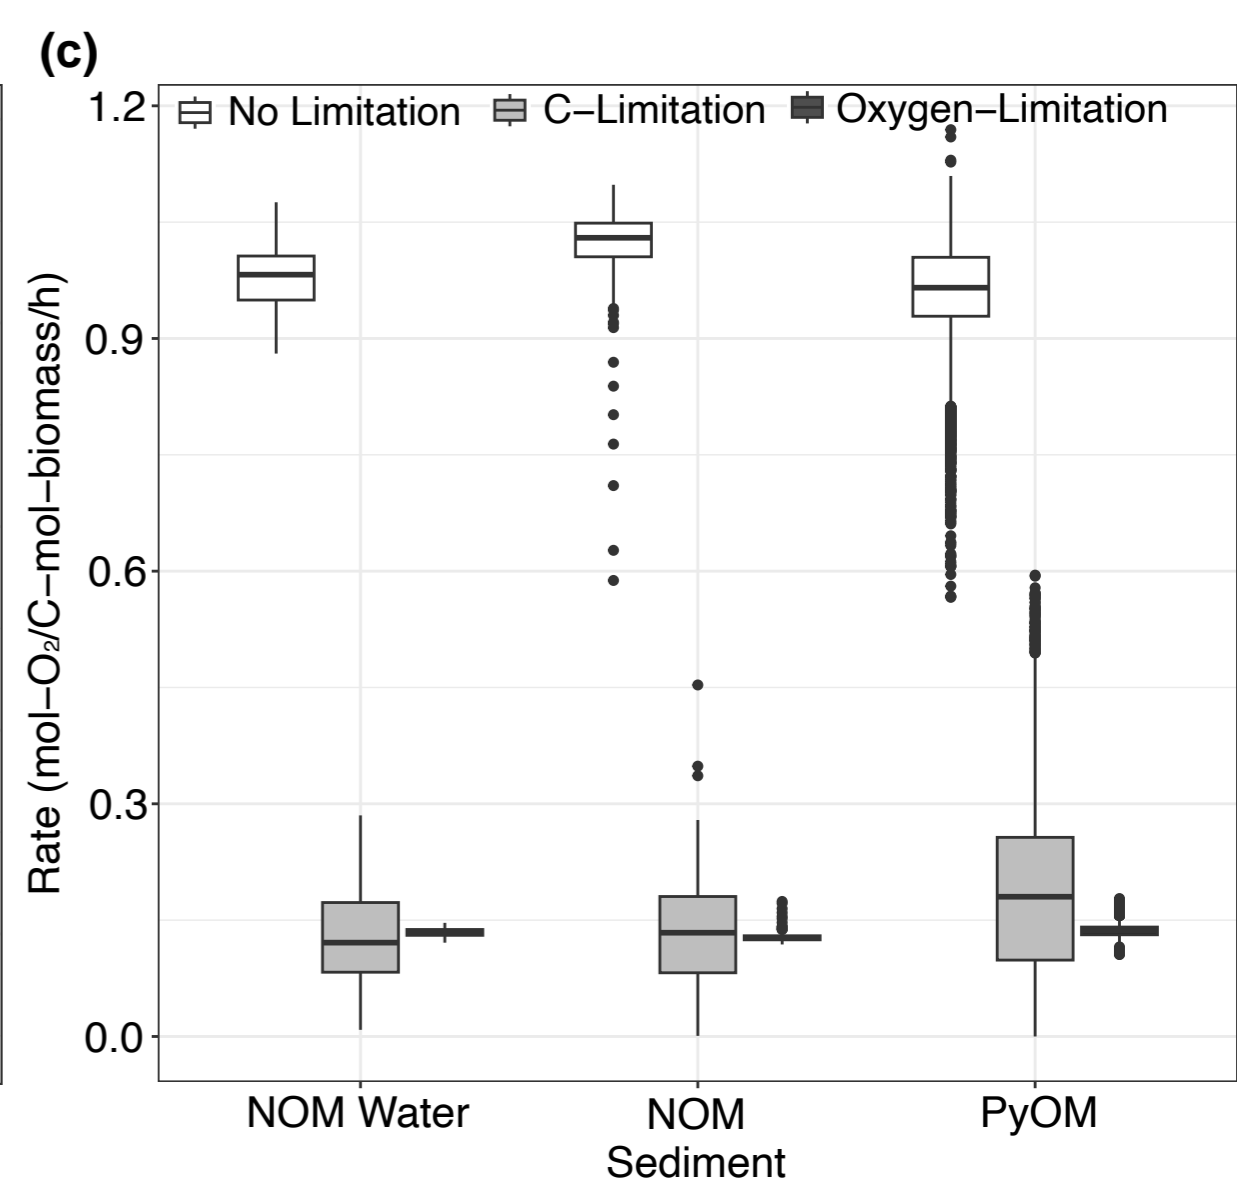 (c)
No Limitation C−Limitation Oxygen−Limitation
1.2
0.9
0.6
0.3
0.0
Rate (mol−O₂/C−mol−biomass/h)
NOM Water NOM PyOM
Sediment